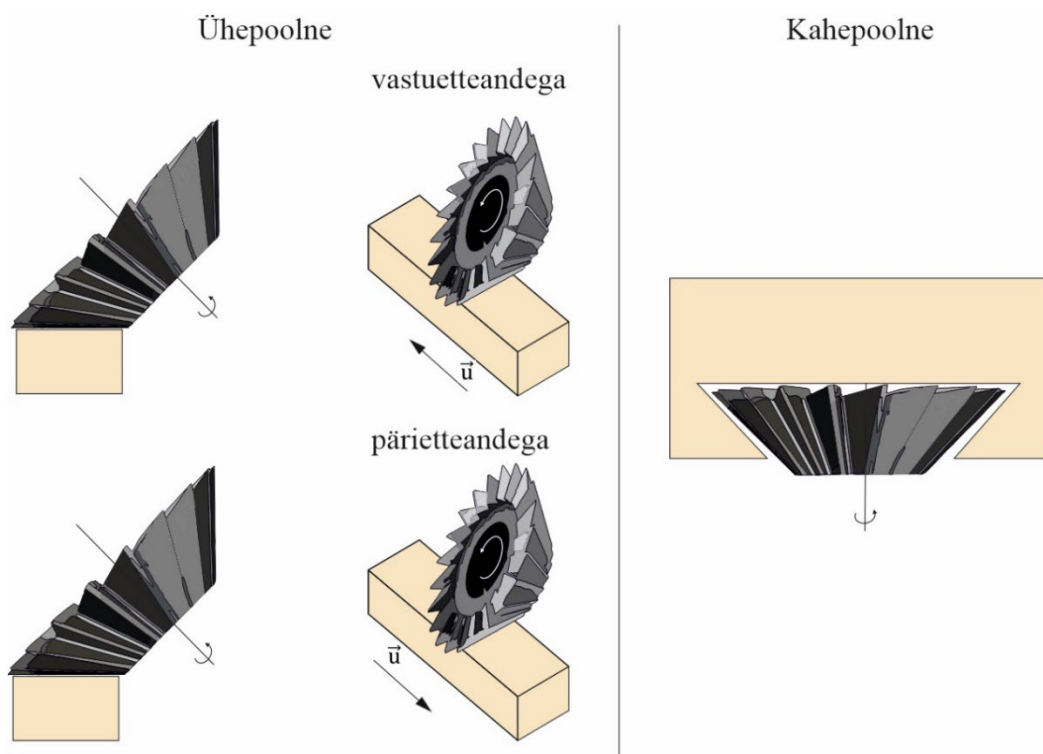 Ühepoolne
Kahepoolne
vastuetteandega
u⃗
pärietteandega
u⃗